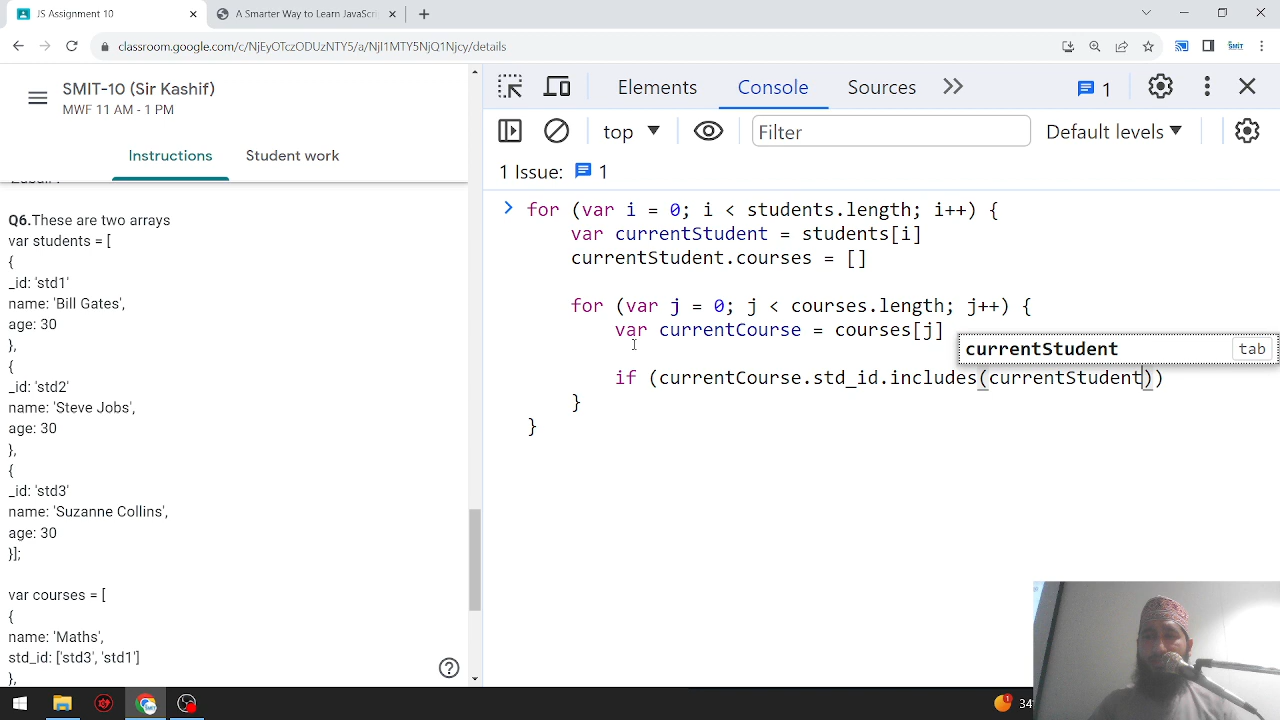 JS Assignment 10
A Smarter Way to Learn JavaScri
classroom.google.com/c/NjEyOTczODUzNTY5/a/NjI1MTY5NjQ1Njcy/details
SMIT
SMIT-10 (Sir Kashif)
MWF 11 AM - 1 PM
Instructions
Student work
Q6.These are two arrays
var students = [
{
_id: 'std1'
name: 'Bill Gates',
age: 30
},
{
_id: 'std2'
name: 'Steve Jobs',
age: 30
},
{
_id: 'std3'
name: 'Suzanne Collins',
age: 30
}];
var courses = [
{
name: 'Maths',
std_id: ['std3', 'std1']
},
Elements
Console
Sources
1
top
Filter
Default levels
1 Issue:
1
for (var i = 0; i < students.length; i++) {
var currentStudent = students[i]
currentStudent.courses = []
for (var j = 0; j < courses.length; j++) {
var currentCourse = courses[j]
currentStudent
tab
if (currentCourse.std_id.includes(currentStudent))
}
}
1
34